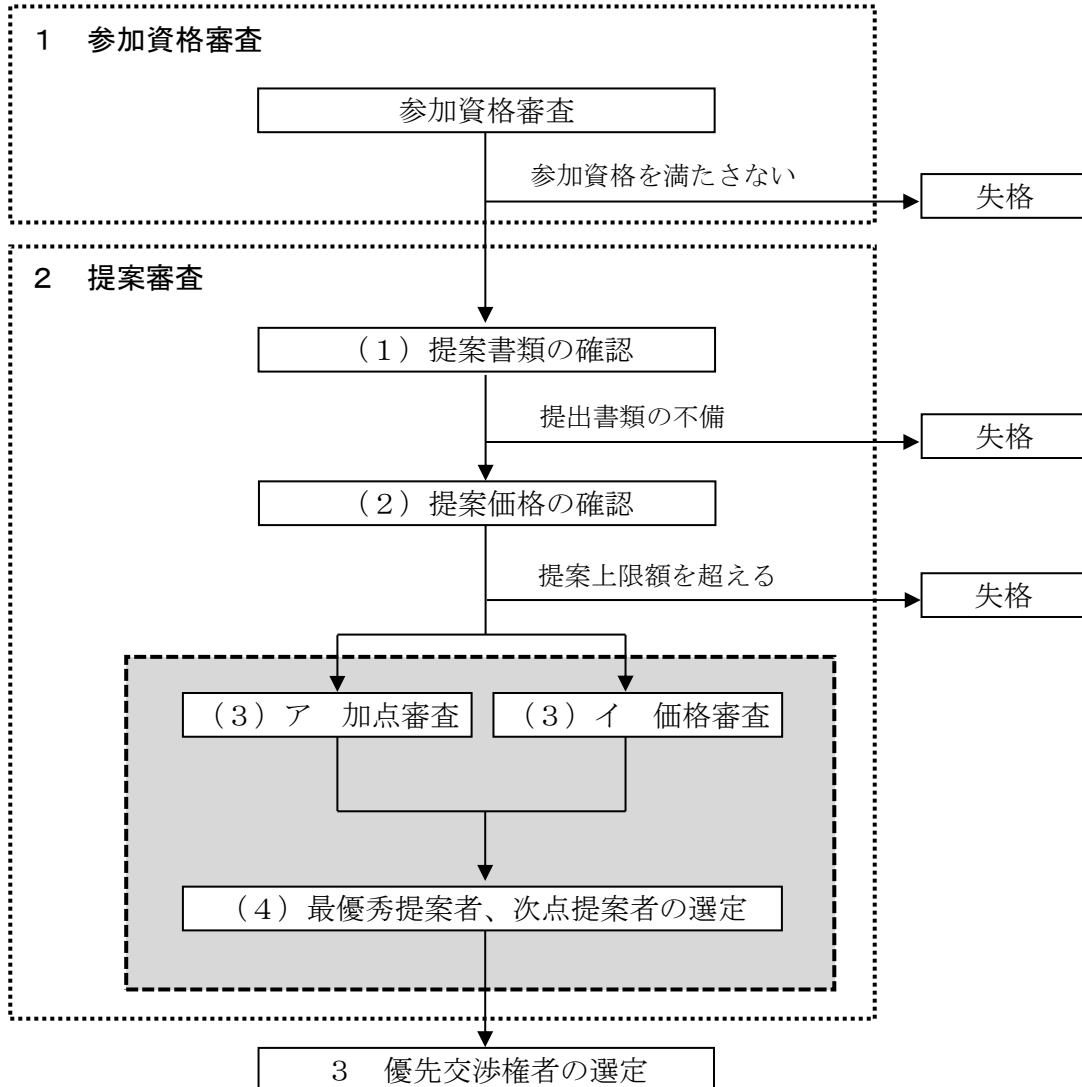 １　参加資格審査
参加資格審査
参加資格を満たさない
失格
２　提案審査
（１）提案書類の確認
提出書類の不備
失格
（２）提案価格の確認
提案上限額を超える
失格
（３）ア　加点審査
（３）イ　価格審査
（４）最優秀提案者、次点提案者の選定
３　優先交渉権者の選定